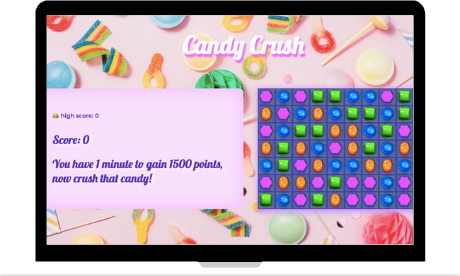 Candy Crush
high score: 0
Score: 0
You have 1 minute to gain 1500 points,
now crush that candy!